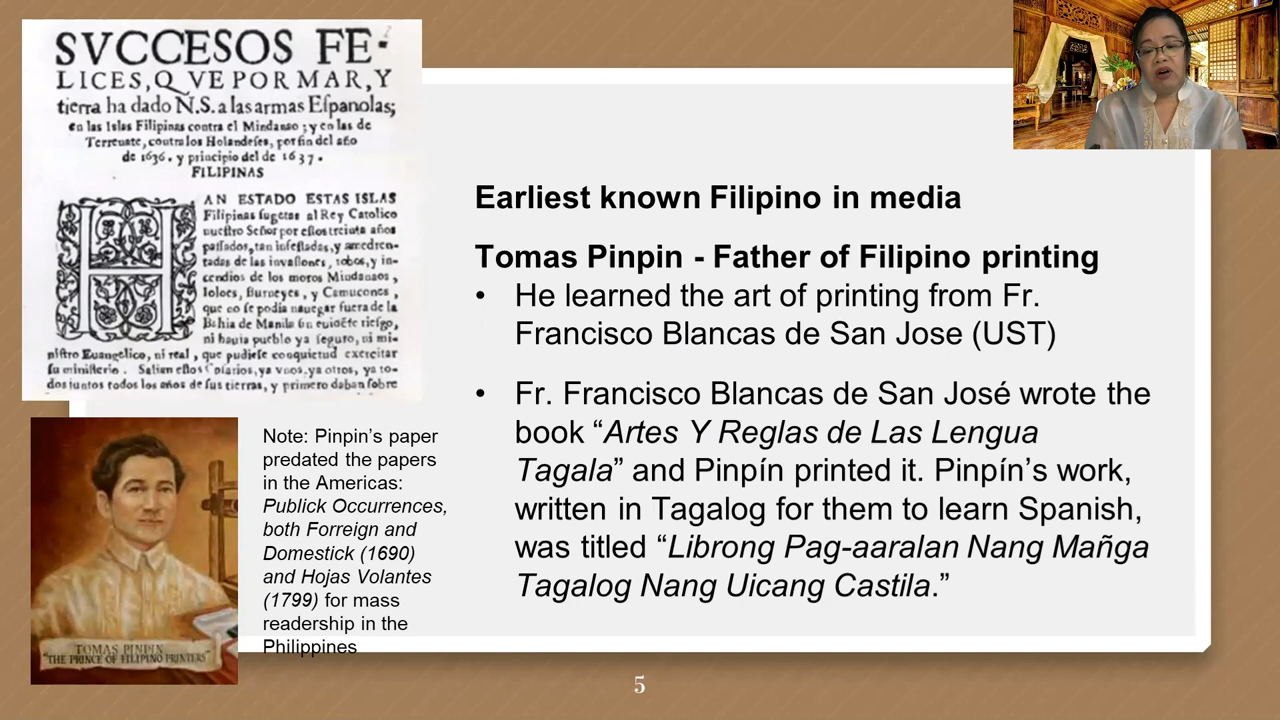 SVCCESOS FE-
LICES, QVE POR MAR, Y
tierra ha dado N.S. a las armas Españolas;
en las Islas Filipinas contra el Mindanao; y en las de
Terrenate, contra los Holandeses, por fin del año
de 1636. y principio del de 1637.
FILIPINAS
HAN ESTADO ESTAS ISLAS
Filipinas sugetas al Rey Catolico
nuestro Señor por estos treinta años
passados, tan infestadas, y amedren-
tadas de las invasiones, robos, y in-
cendios de los moros Mindanaos,
Ioloes, Burneyes, y Camucones,
que no se podia nauegar fuera de la
Bahia de Manila sin
ni hauia pueblo ya seguro, ni mi-
nistro Euangelico, ni real, que pudiese con quietud exercitar
su ministerio. Salian estos Cosarios, ya vnos, ya otros, ya to-
dos juntos todos los años de sus tierras, y primero daban sobre
Earliest known Filipino in media
Tomas Pinpin - Father of Filipino printing
• He learned the art of printing from Fr.
Francisco Blancas de San Jose (UST)
• Fr. Francisco Blancas de San José wrote the
book “Artes Y Reglas de Las Lengua
Tagala” and Pinpín printed it. Pinpín’s work,
written in Tagalog for them to learn Spanish,
was titled “Librong Pag-aaralan Nang Mañga
Tagalog Nang Uicang Castila.”
Note: Pinpin’s paper
predated the papers
in the Americas:
Publick Occurrences,
both Forreign and
Domestick (1690)
and Hojas Volantes
(1799) for mass
readership in the
Philippines
TOMAS PINPIN
"THE PRINCE OF FILIPINO PRINTERS"
5